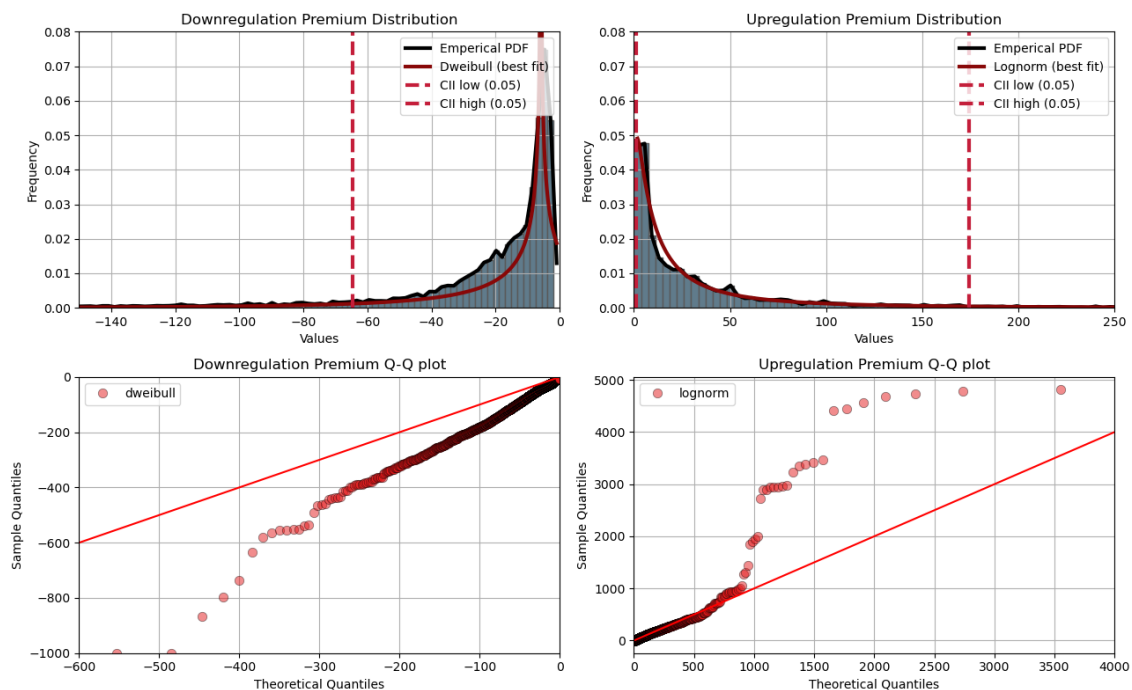 Downregulation Premium Distribution
0.08
0.07
0.06
0.05
0.04
0.03
0.02
0.01
0.00
Frequency
Emperical PDF
Dweibull (best fit)
CII low (0.05)
CII high (0.05)
−140 −120 −100 −80 −60 −40 −20 0
Values
Upregulation Premium Distribution
0.08
0.07
0.06
0.05
0.04
0.03
0.02
0.01
0.00
Frequency
Emperical PDF
Lognorm (best fit)
CII low (0.05)
CII high (0.05)
0 50 100 150 200 250
Values
Downregulation Premium Q-Q plot
0
−200
−400
−600
−800
−1000
Sample Quantiles
dweibull
−600 −500 −400 −300 −200 −100 0
Theoretical Quantiles
Upregulation Premium Q-Q plot
5000
4000
3000
2000
1000
0
Sample Quantiles
lognorm
0 500 1000 1500 2000 2500 3000 3500 4000
Theoretical Quantiles